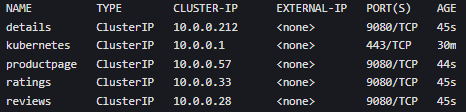 NAME TYPE CLUSTER-IP EXTERNAL-IP PORT(S) AGE
details ClusterIP 10.0.0.212 <none> 9080/TCP 45s
kubernetes ClusterIP 10.0.0.1 <none> 443/TCP 30m
productpage ClusterIP 10.0.0.57 <none> 9080/TCP 44s
ratings ClusterIP 10.0.0.33 <none> 9080/TCP 45s
reviews ClusterIP 10.0.0.28 <none> 9080/TCP 45s